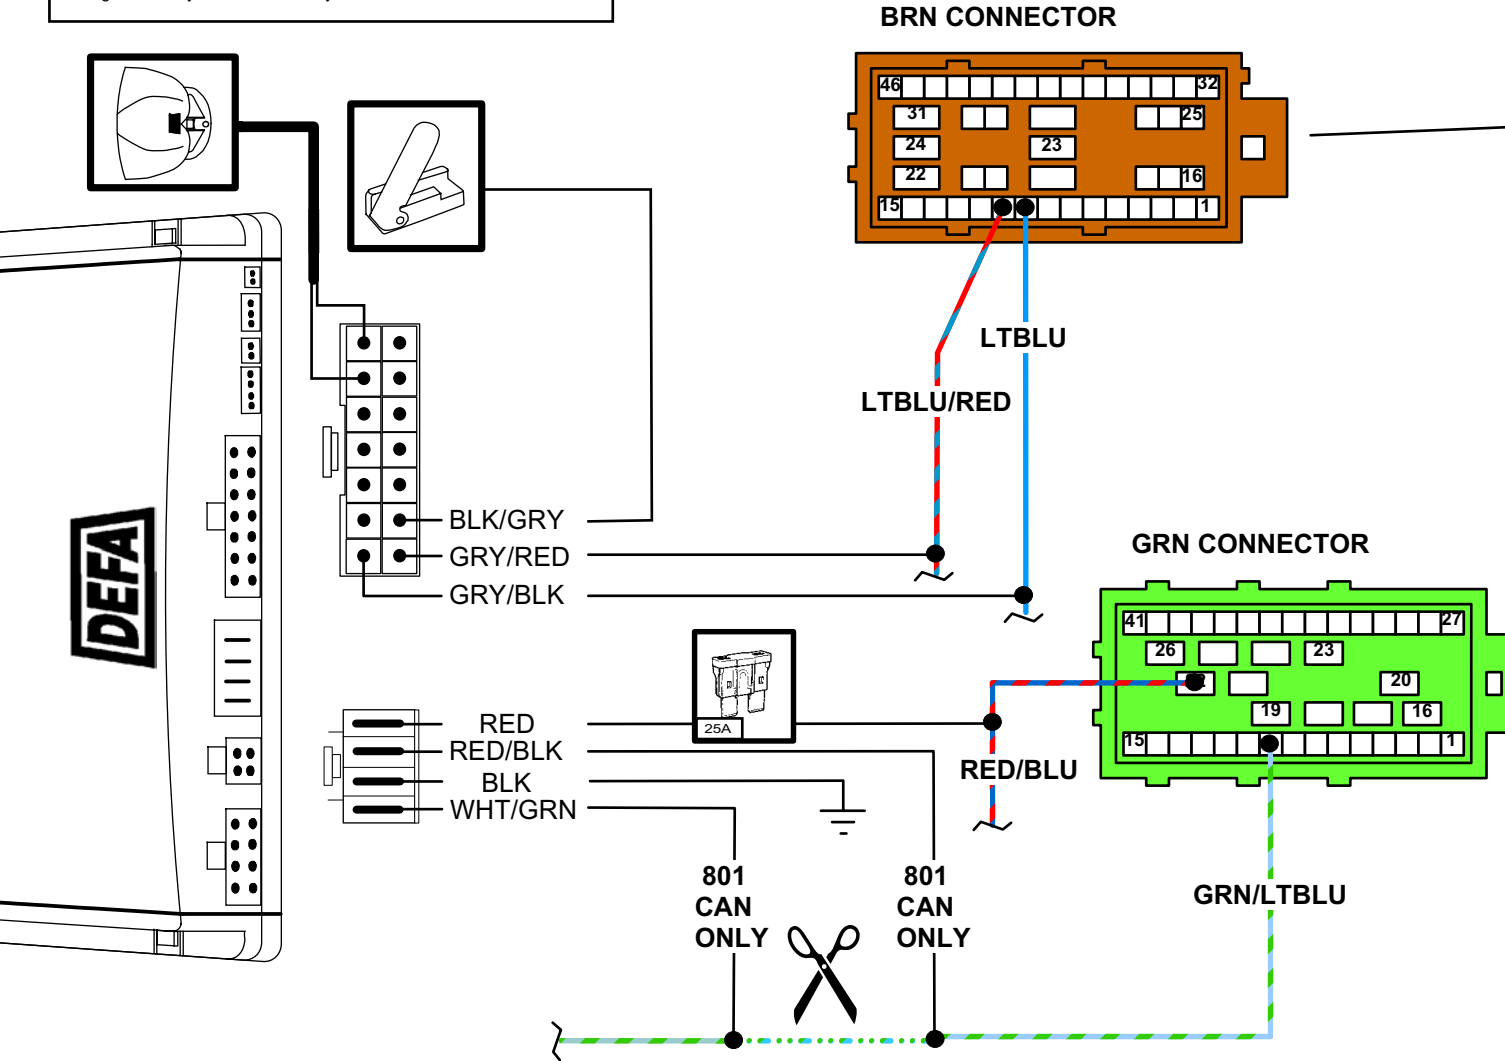 BRN CONNECTOR
46
32
31
25
24
23
22
16
15
1
LTBLU
LTBLU/RED
DEFA
BLK/GRY
GRY/RED
GRY/BLK
GRN CONNECTOR
41
27
26
23
20
19
16
15
1
25A
RED
RED/BLK
BLK
WHT/GRN
RED/BLU
801
CAN
ONLY
801
CAN
ONLY
GRN/LTBLU